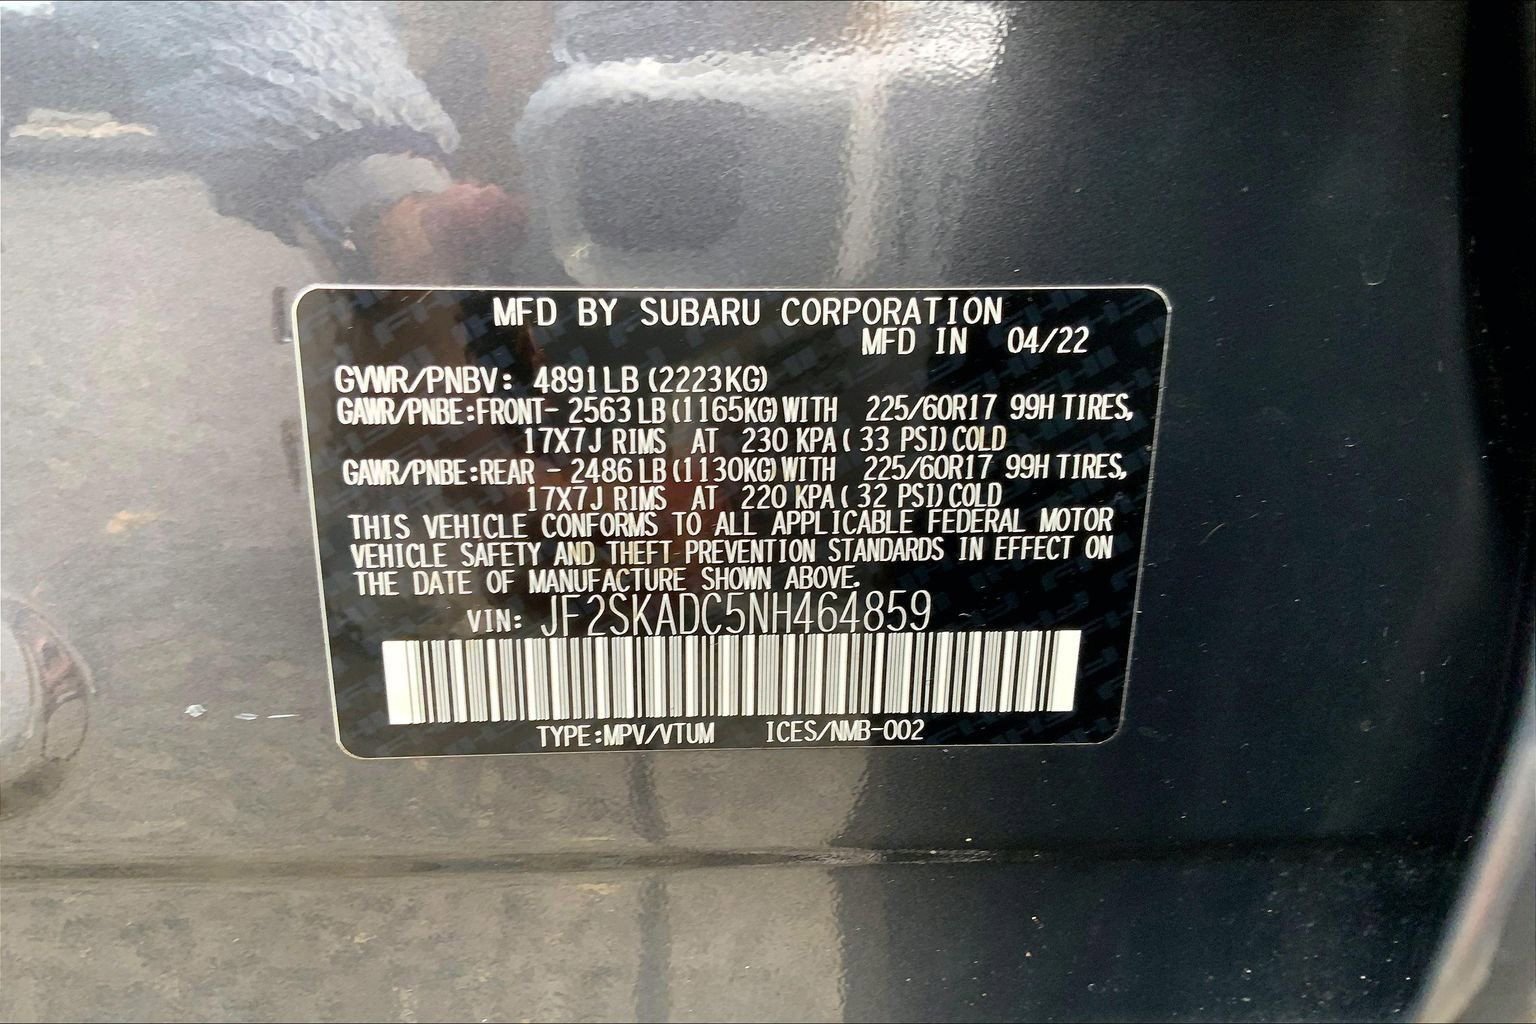 MFD BY SUBARU CORPORATION
MFD IN 04/22
GVWR/PNBV: 4891LB (2223KG)
GAWR/PNBE:FRONT- 2563 LB (1165KG) WITH 225/60R17 99H TIRES,
17X7J RIMS AT 230 KPA ( 33 PSI) COLD
GAWR/PNBE:REAR - 2486 LB (1130KG) WITH 225/60R17 99H TIRES,
17X7J RIMS AT 220 KPA ( 32 PSI) COLD
THIS VEHICLE CONFORMS TO ALL APPLICABLE FEDERAL MOTOR
VEHICLE SAFETY AND THEFT PREVENTION STANDARDS IN EFFECT ON
THE DATE OF MANUFACTURE SHOWN ABOVE.
VIN: JF2SKADC5NH464859
TYPE:MPV/VTUM ICES/NMB-002